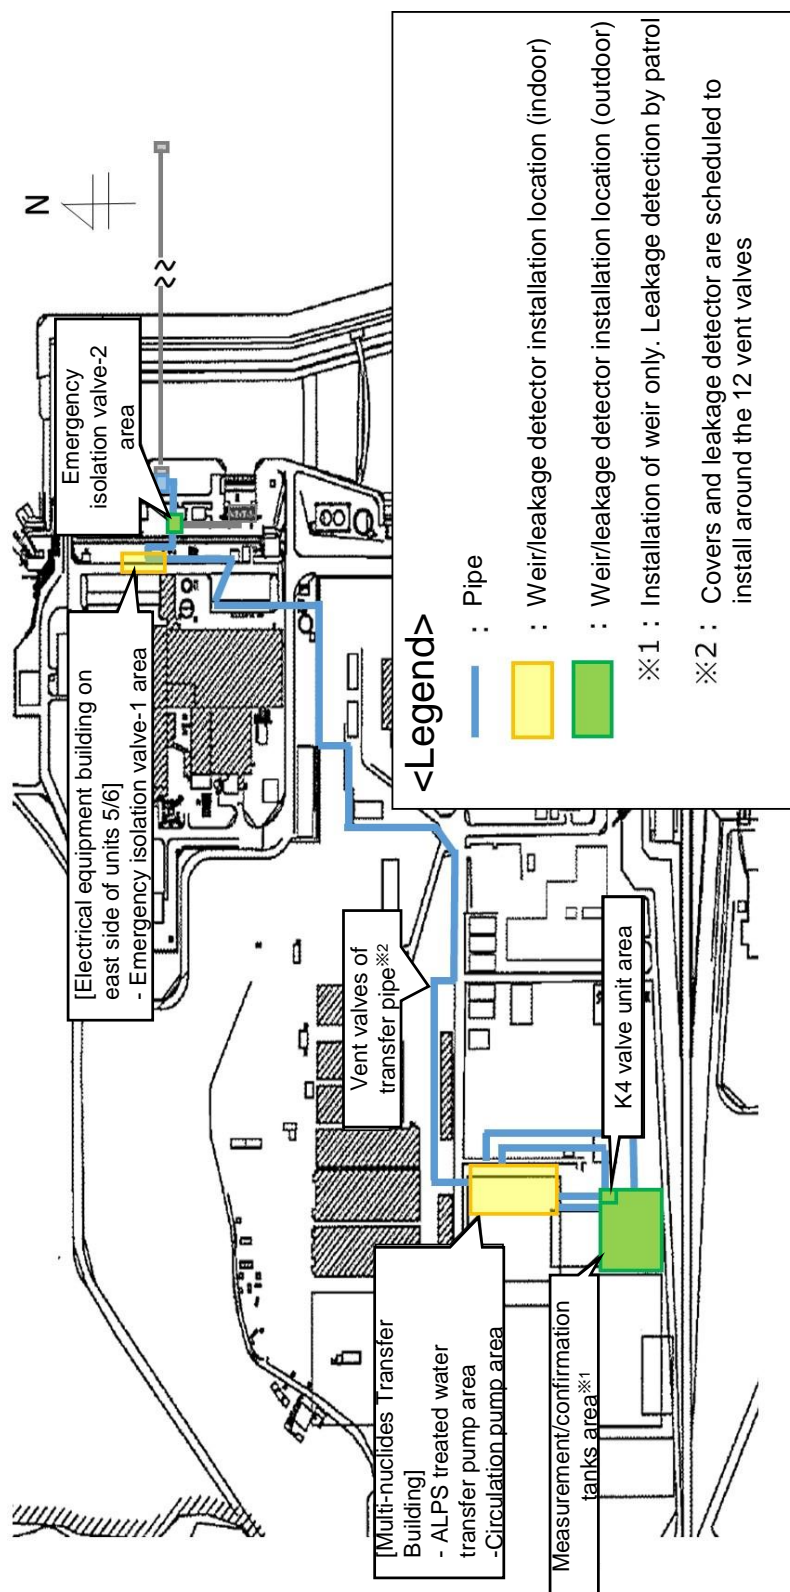 N
Emergency
isolation valve-2
area
[Electrical equipment building on
east side of units 5/6]
- Emergency isolation valve-1 area
Vent valves of
transfer pipe※2
K4 valve unit area
[Multi-nuclides Transfer
Building]
- ALPS treated water
transfer pump area
-Circulation pump area
Measurement/confirmation
tanks area※1
<Legend>
: Pipe
: Weir/leakage detector installation location (indoor)
: Weir/leakage detector installation location (outdoor)
※1 : Installation of weir only. Leakage detection by patrol
※2 : Covers and leakage detector are scheduled to
install around the 12 vent valves